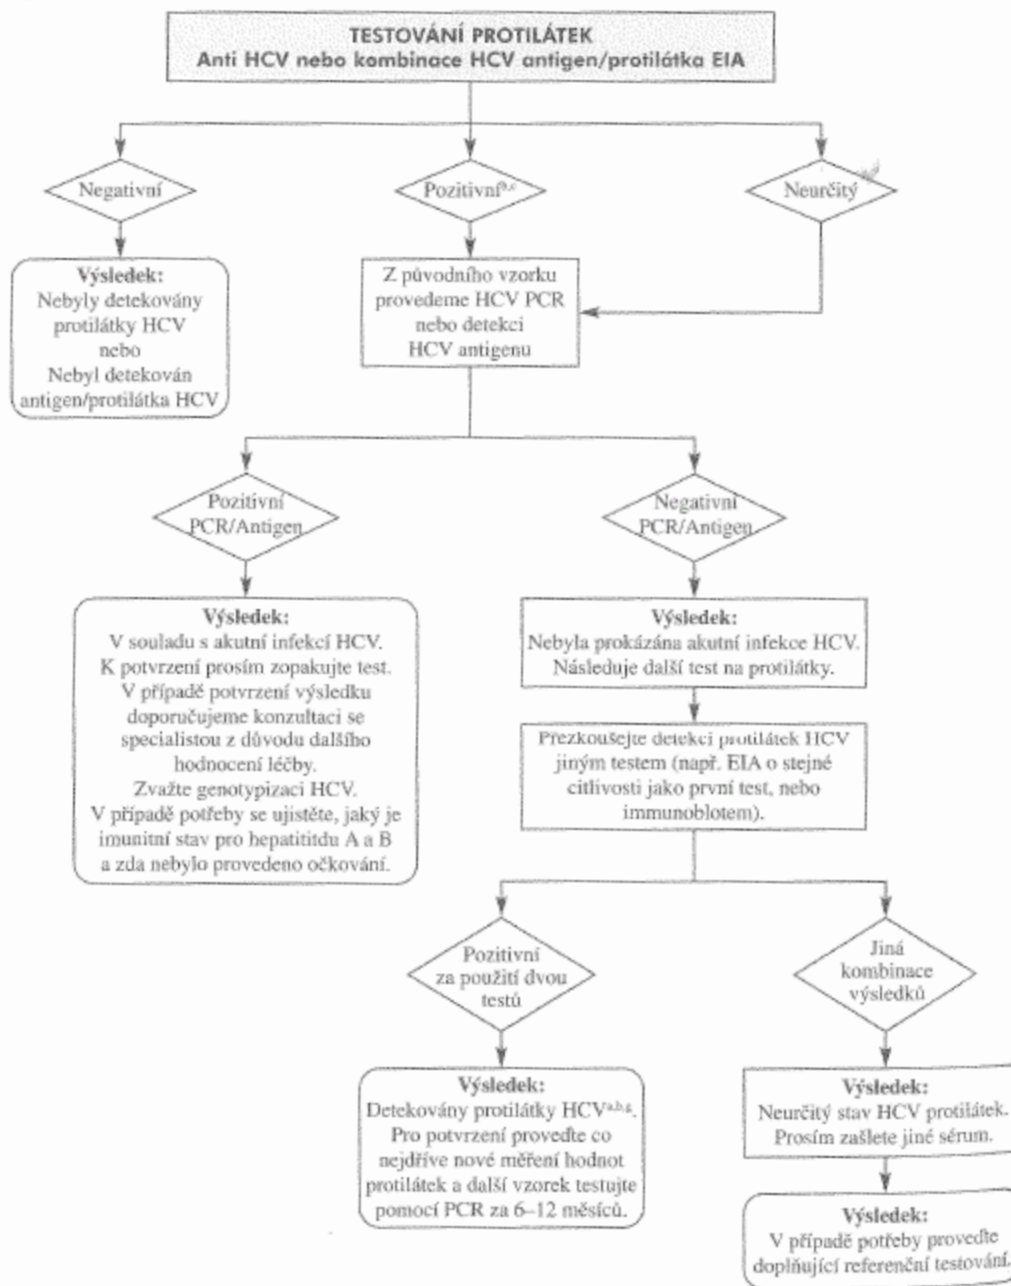 TESTOVÁNÍ PROTILÁTEK
Anti HCV nebo kombinace HCV antigen/protilátka EIA
Negativní
Pozitivní^b,c
Neurčitý
Výsledek:
Nebyly detekovány
protilátky HCV
nebo
Nebyl detekován
antigen/protilátka HCV
Z původního vzorku
provedeme HCV PCR
nebo detekci
HCV antigenu
Pozitivní
PCR/Antigen
Negativní
PCR/Antigen
Výsledek:
V souladu s akutní infekcí HCV.
K potvrzení prosím zopakujte test.
V případě potvrzení výsledku
doporučujeme konzultaci se
specialistou z důvodu dalšího
hodnocení léčby.
Zvažte genotypizaci HCV.
V případě potřeby se ujistěte, jaký je
imunitní stav pro hepatititdu A a B
a zda nebylo provedeno očkování.
Výsledek:
Nebyla prokázána akutní infekce HCV.
Následuje další test na protilátky.
Přezkoušejte detekci protilátek HCV
jiným testem (např. EIA o stejné
citlivosti jako první test, nebo
immunoblotem).
Pozitivní
za použití dvou
testů
Jiná
kombinace
výsledků
Výsledek:
Detekovány protilátky HCV^a,b,g.
Pro potvrzení proveďte co
nejdříve nové měření hodnot
protilátek a další vzorek testujte
pomocí PCR za 6–12 měsíců.
Výsledek:
Neurčitý stav HCV protilátek.
Prosím zašlete jiné sérum.
Výsledek:
V případě potřeby proveďte
doplňující referenční testování.